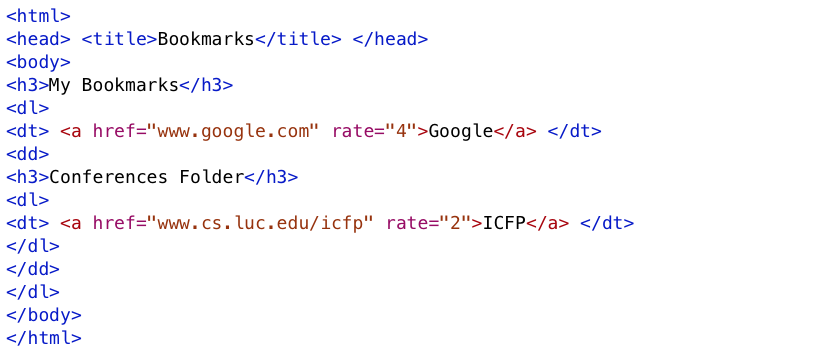 <html>
<head> <title>Bookmarks</title> </head>
<body>
<h3>My Bookmarks</h3>
<dl>
<dt> <a href="www.google.com" rate="4">Google</a> </dt>
<dd>
<h3>Conferences Folder</h3>
<dl>
<dt> <a href="www.cs.luc.edu/icfp" rate="2">ICFP</a> </dt>
</dl>
</dd>
</dl>
</body>
</html>